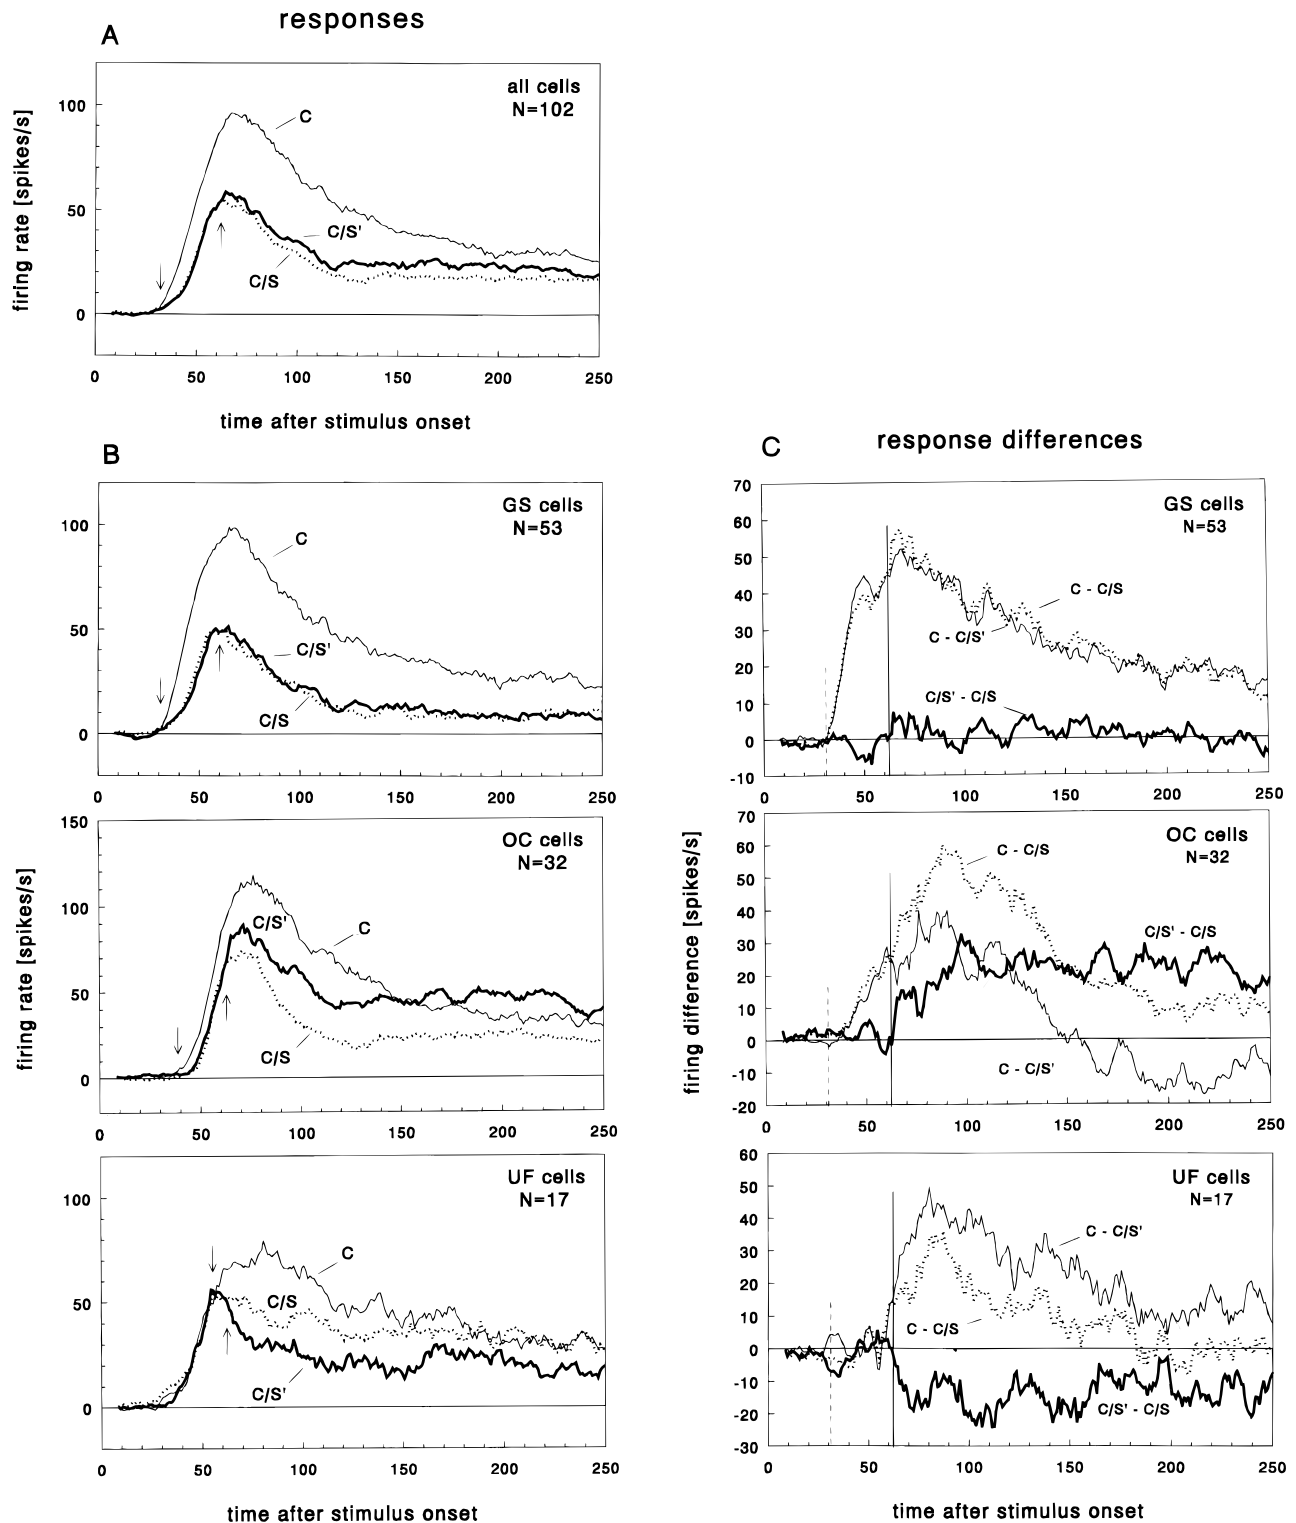 responses
A
all cells
N=102
C
C/S'
C/S
firing rate [spikes/s]
100
50
0
0 50 100 150 200 250
time after stimulus onset
B
GS cells
N=53
C
C/S'
C/S
100
50
0
0 50 100 150 200 250
OC cells
N=32
C/S'
C
C/S
firing rate [spikes/s]
150
100
50
0
0 50 100 150 200 250
UF cells
N=17
C
C/S
C/S'
100
50
0
0 50 100 150 200 250
time after stimulus onset
C
response differences
GS cells
N=53
C - C/S
C - C/S'
C/S' - C/S
70
60
50
40
30
20
10
0
-10
0 50 100 150 200 250
OC cells
N=32
C - C/S
C/S' - C/S
C - C/S'
firing difference [spikes/s]
70
60
50
40
30
20
10
0
-10
-20
0 50 100 150 200 250
UF cells
N=17
C - C/S'
C - C/S
C/S' - C/S
60
50
40
30
20
10
0
-10
-20
-30
0 50 100 150 200 250
time after stimulus onset